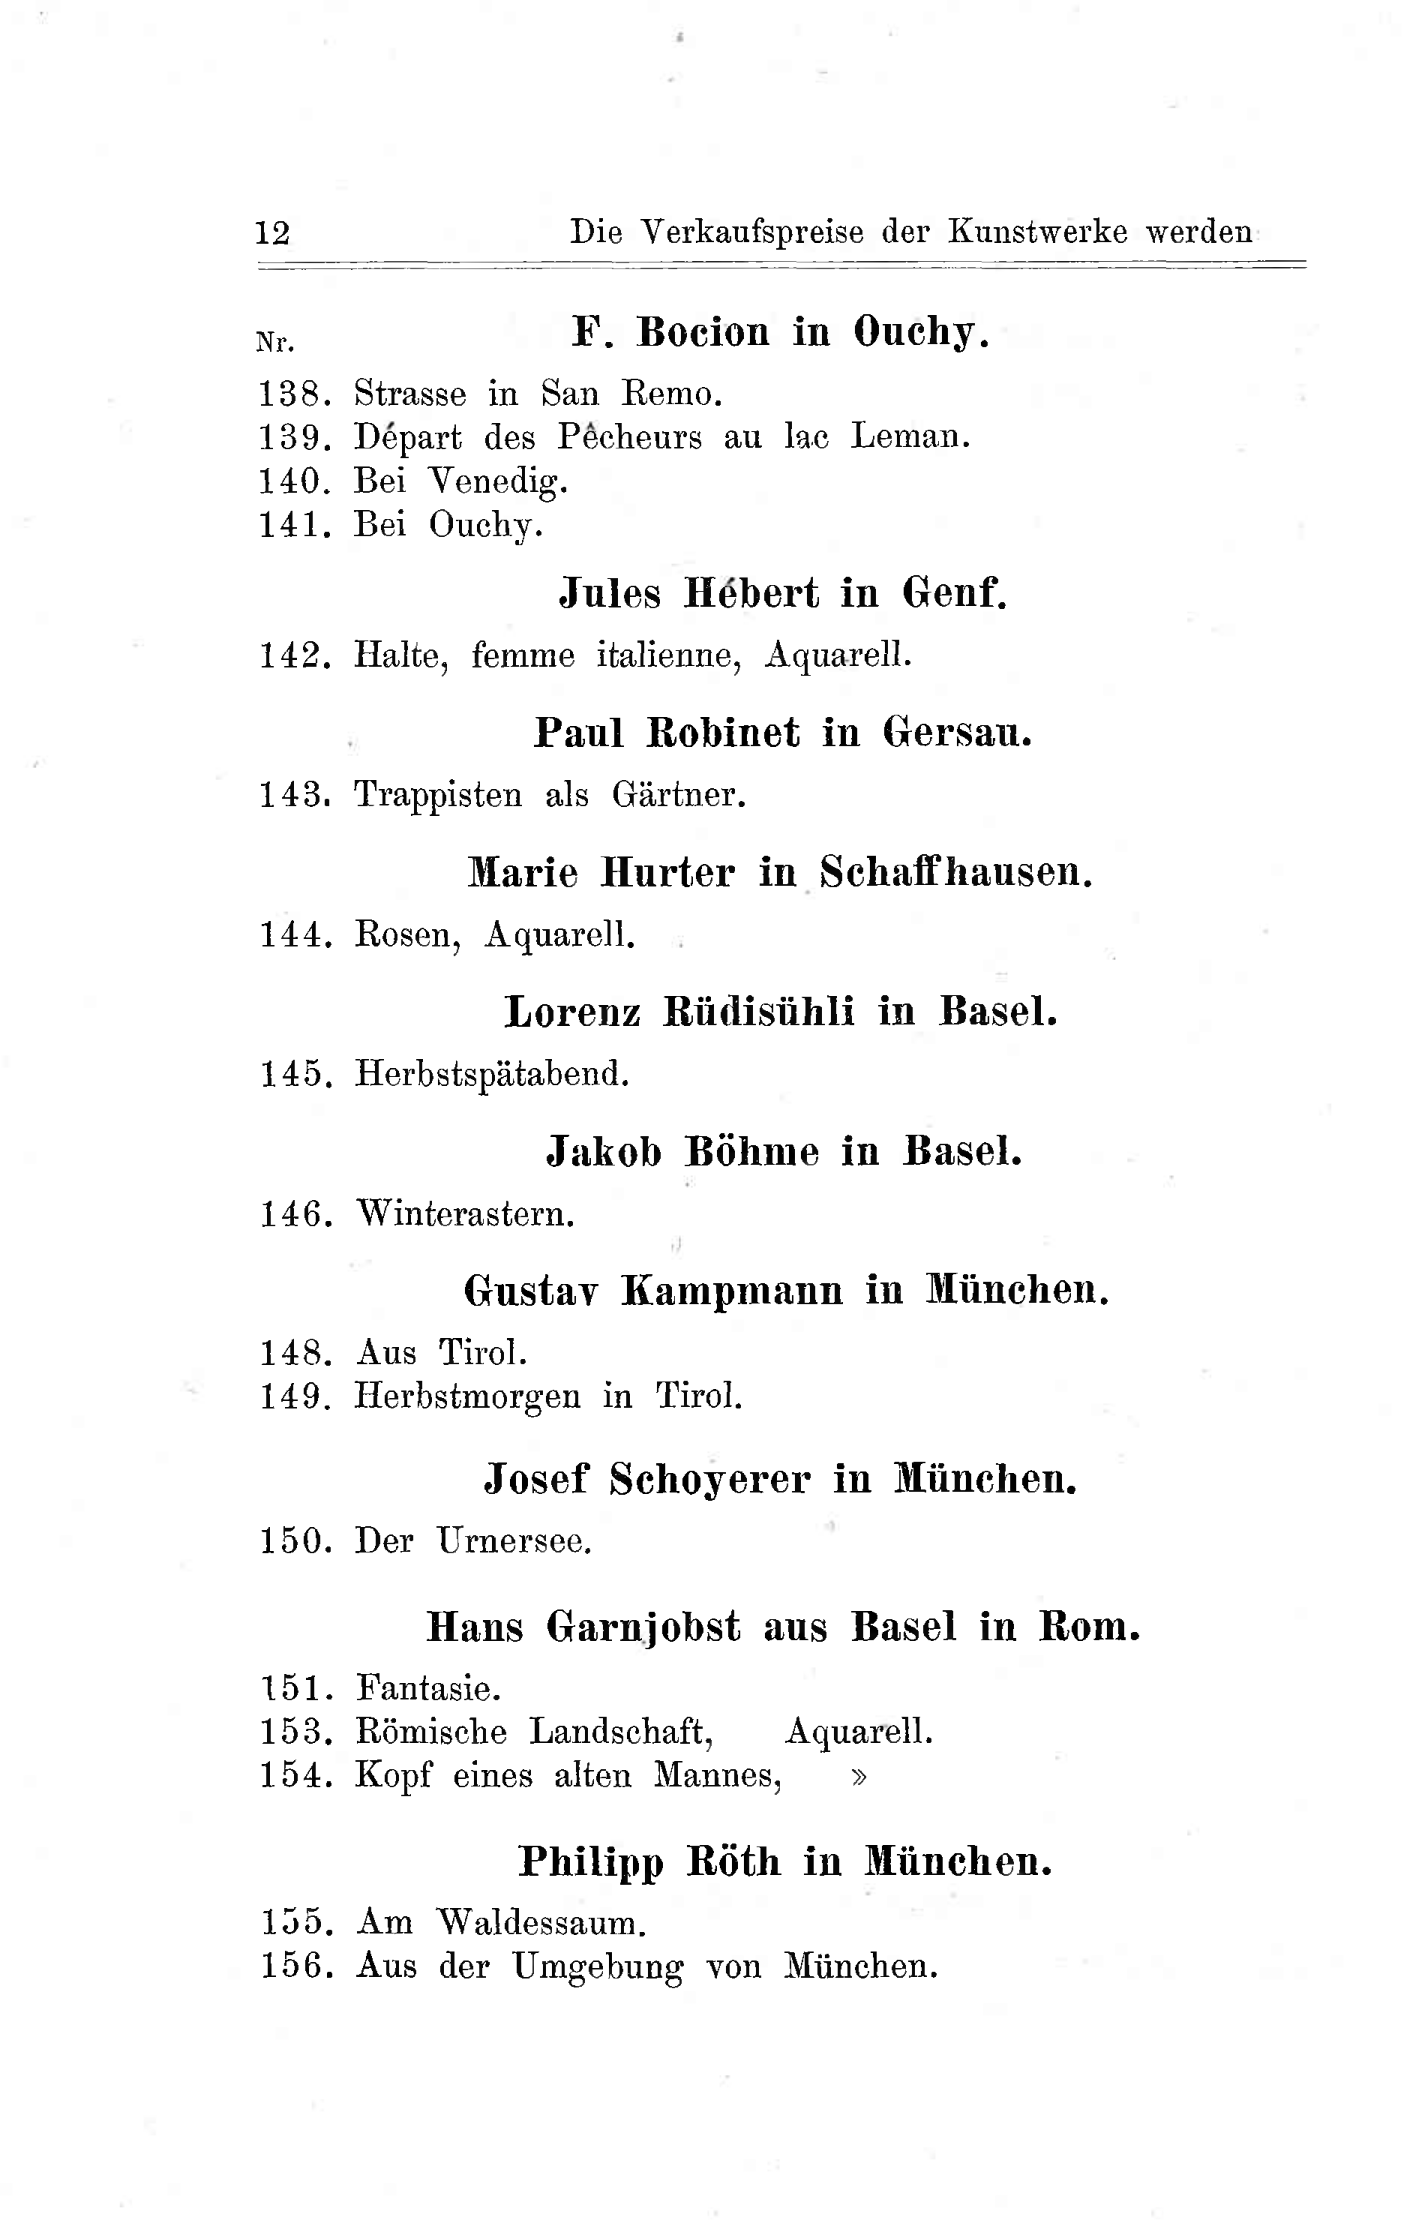 12 Die Verkaufspreise der Kunstwerke werden
Nr. F. Bocion in Ouchy.
138. Strasse in San Remo.
139. Départ des Pêcheurs au lac Leman.
140. Bei Venedig.
141. Bei Ouchy.
Jules Hébert in Genf.
142. Halte, femme italienne, Aquarell.
Paul Robinet in Gersau.
143. Trappisten als Gärtner.
Marie Hurter in Schaffhausen.
144. Rosen, Aquarell.
Lorenz Rüdisühli in Basel.
145. Herbstspätabend.
Jakob Böhme in Basel.
146. Winterastern.
Gustav Kampmann in München.
148. Aus Tirol.
149. Herbstmorgen in Tirol.
Josef Schoyerer in München.
150. Der Urnersee.
Hans Garnjobst aus Basel in Rom.
151. Fantasie.
153. Römische Landschaft, Aquarell.
154. Kopf eines alten Mannes, »
Philipp Röth in München.
155. Am Waldessaum.
156. Aus der Umgebung von München.